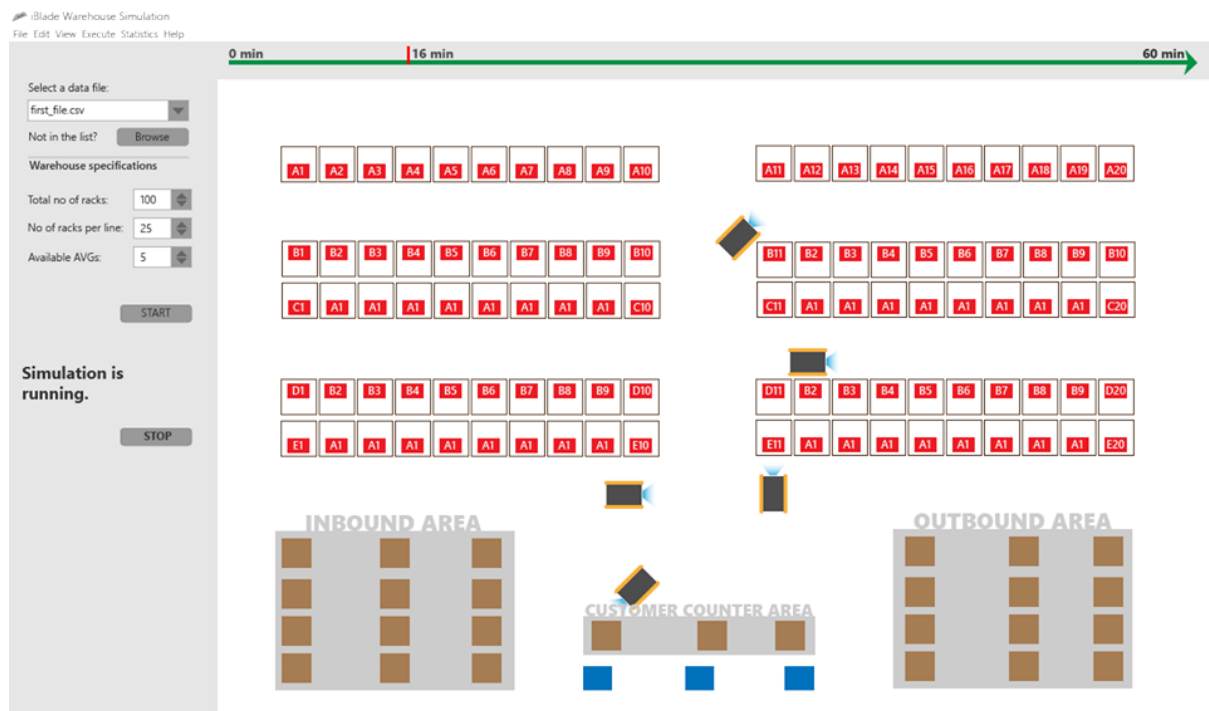 iBlade Warehouse Simulation
File Edit View Execute Statistics Help
0 min 16 min 60 min
Select a data file:
first_file.csv
Not in the list? Browse
Warehouse specifications
Total no of racks: 100
No of racks per line: 25
Available AVGs: 5
START
Simulation is
running.
STOP
A1 A2 A3 A4 A5 A6 A7 A8 A9 A10 A11 A12 A13 A14 A15 A16 A17 A18 A19 A20
B1 B2 B3 B4 B5 B6 B7 B8 B9 B10 B11 B2 B3 B4 B5 B6 B7 B8 B9 B10
C1 A1 A1 A1 A1 A1 A1 A1 A1 C10 C11 A1 A1 A1 A1 A1 A1 A1 A1 C20
D1 B2 B3 B4 B5 B6 B7 B8 B9 D10 D11 B2 B3 B4 B5 B6 B7 B8 B9 D20
E1 A1 A1 A1 A1 A1 A1 A1 A1 E10 E11 A1 A1 A1 A1 A1 A1 A1 A1 E20
INBOUND AREA
OUTBOUND AREA
CUSTOMER COUNTER AREA